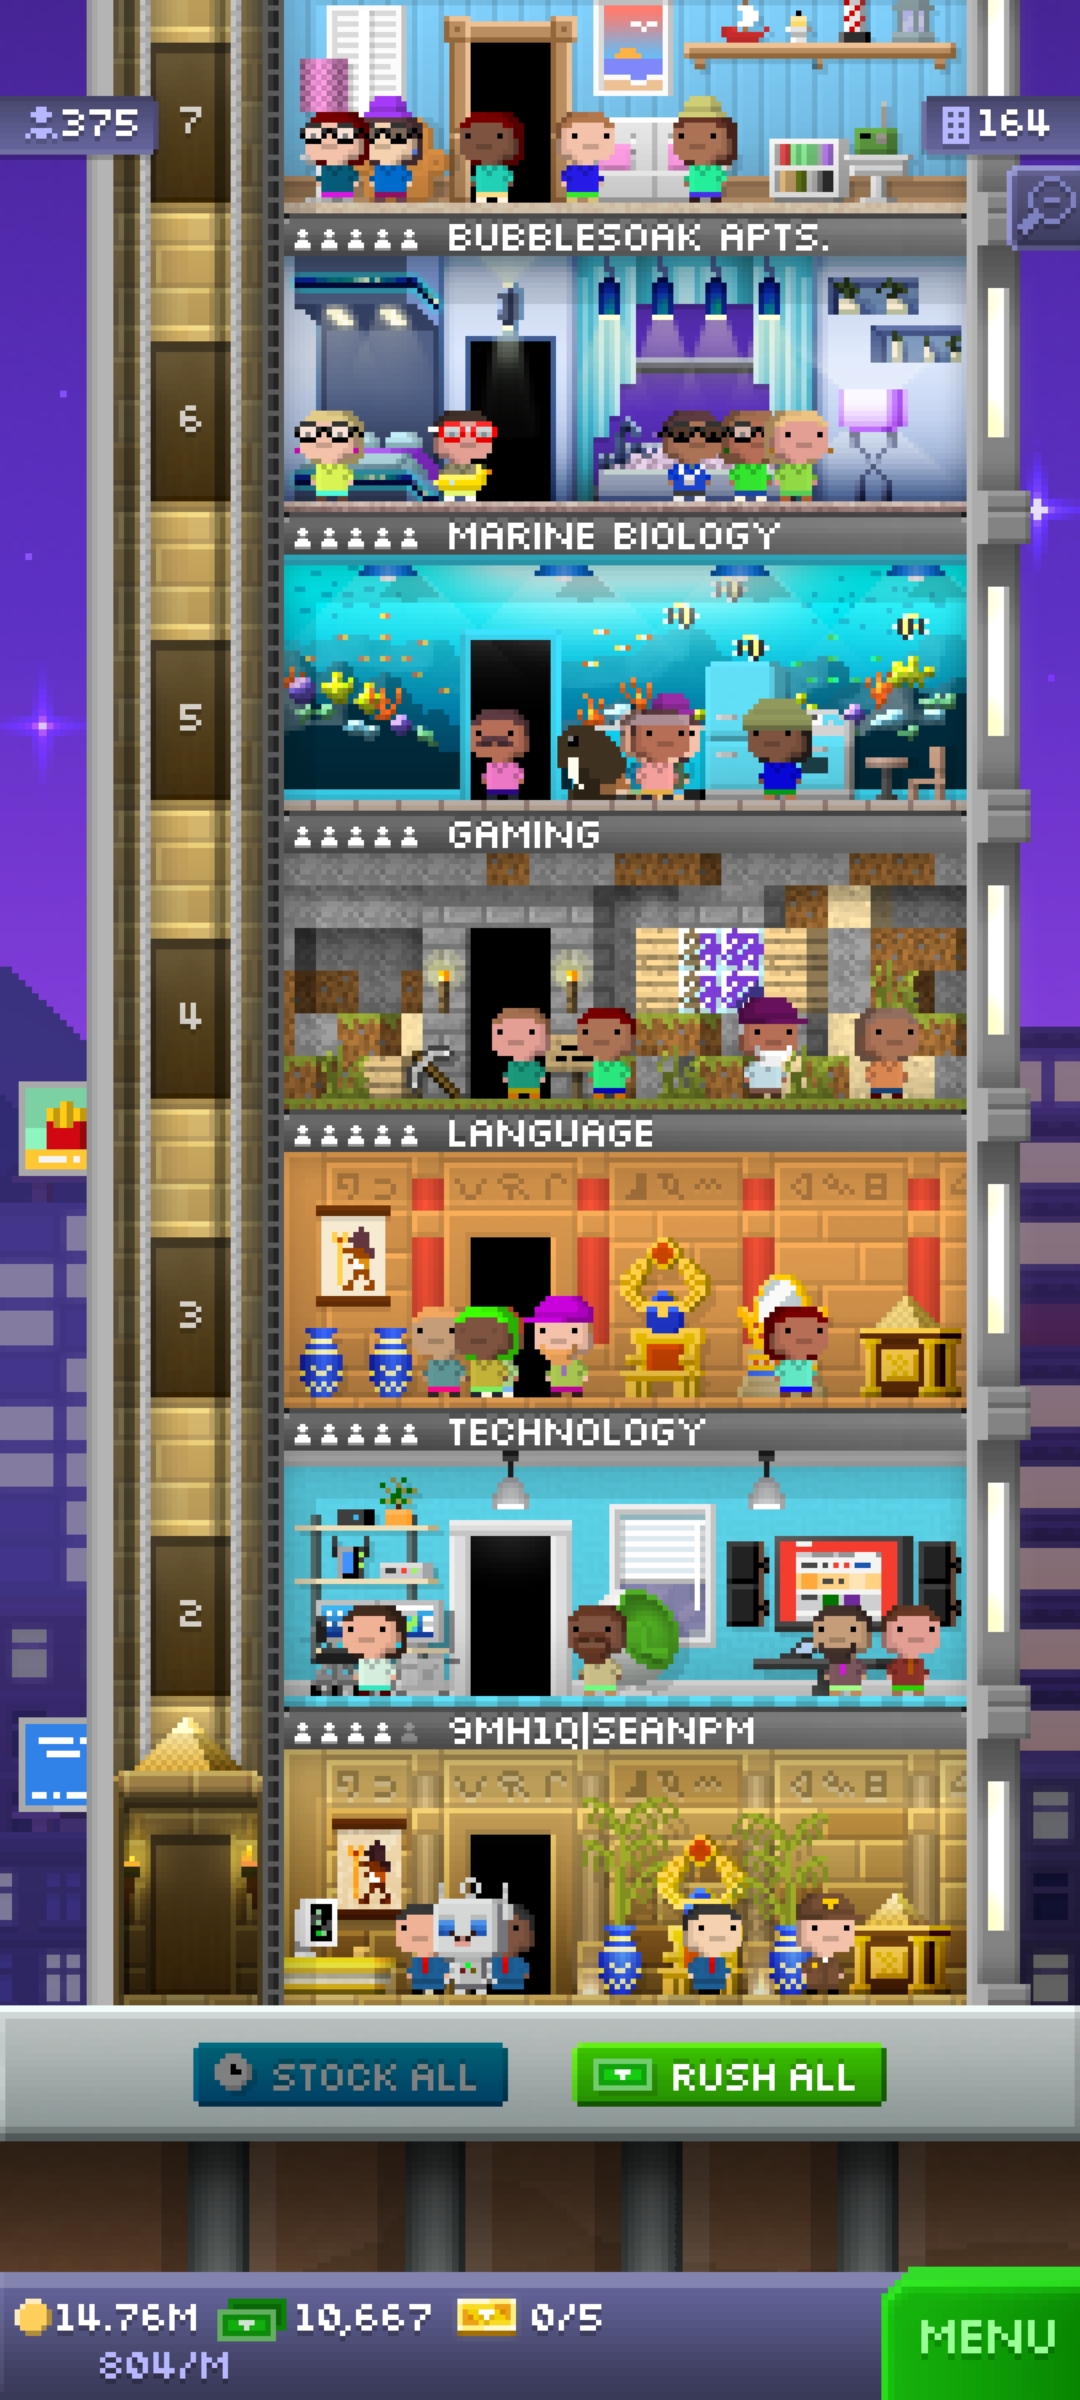 375
7
164
BUBBLESOAK APTS.
6
MARINE BIOLOGY
5
GAMING
4
LANGUAGE
3
TECHNOLOGY
2
9MH1Q|SEANPM
STOCK ALL
RUSH ALL
14.76M
10,667
0/5
804/M
MENU